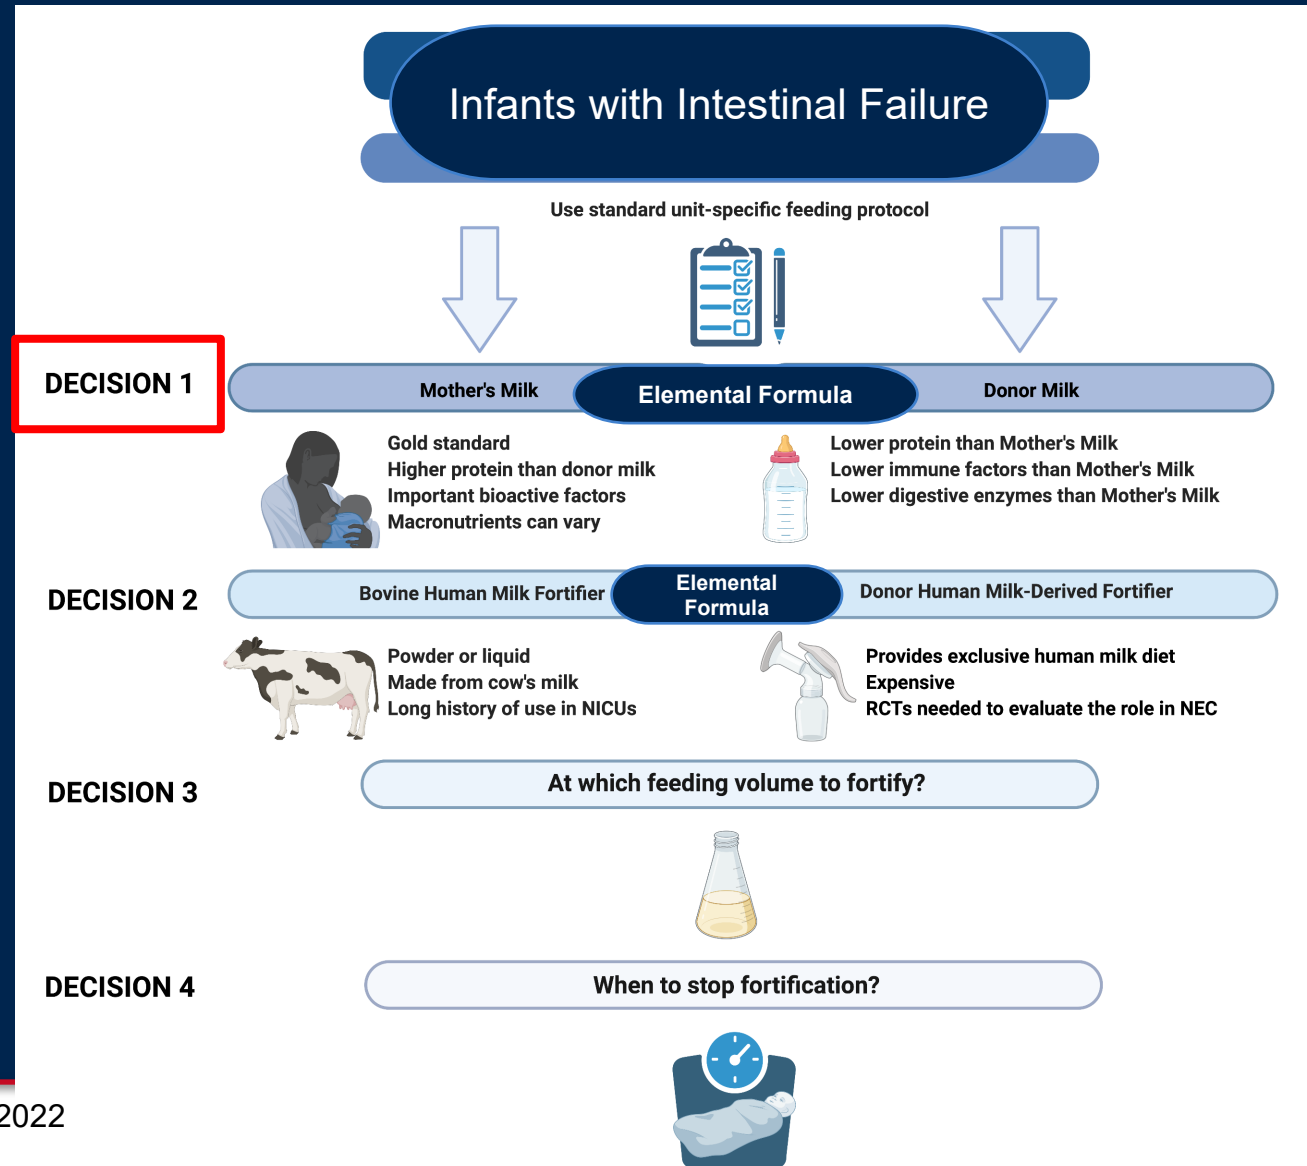 Infants with Intestinal Failure
Use standard unit-specific feeding protocol
DECISION 1
Mother's Milk
Elemental Formula
Donor Milk
Gold standard
Higher protein than donor milk
Important bioactive factors
Macronutrients can vary
Lower protein than Mother's Milk
Lower immune factors than Mother's Milk
Lower digestive enzymes than Mother's Milk
DECISION 2
Bovine Human Milk Fortifier
Elemental
Formula
Donor Human Milk-Derived Fortifier
Powder or liquid
Made from cow's milk
Long history of use in NICUs
Provides exclusive human milk diet
Expensive
RCTs needed to evaluate the role in NEC
DECISION 3
At which feeding volume to fortify?
DECISION 4
When to stop fortification?
2022